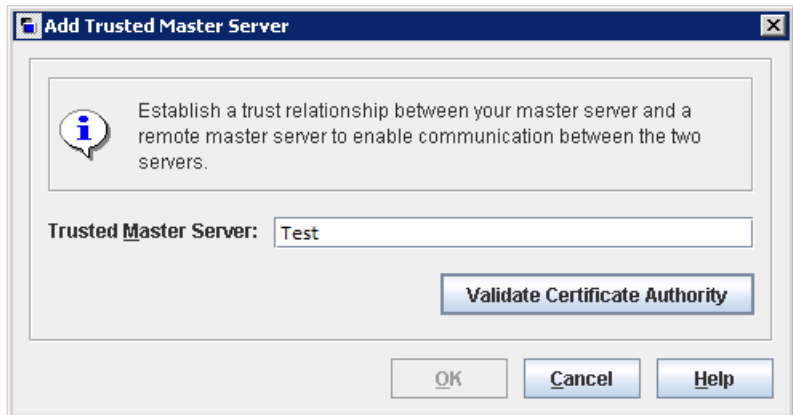 Add Trusted Master Server
Establish a trust relationship between your master server and a
remote master server to enable communication between the two
servers.
Trusted Master Server: Test
Validate Certificate Authority
OK Cancel Help